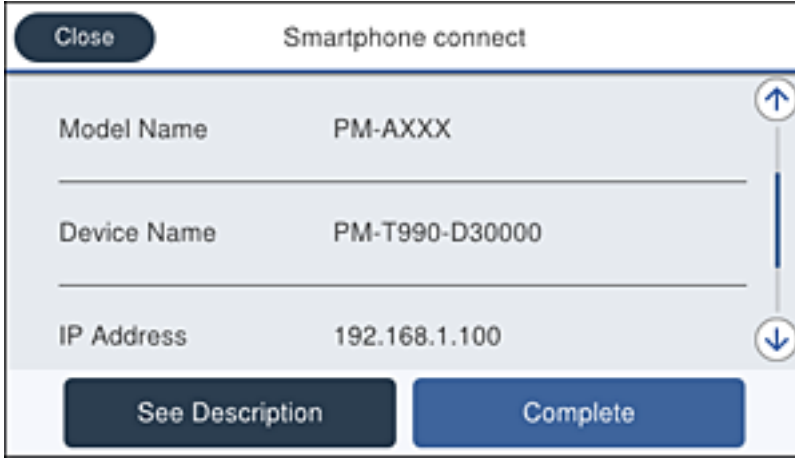 Close Smartphone connect
Model Name PM-AXXX
Device Name PM-T990-D30000
IP Address 192.168.1.100
See Description Complete